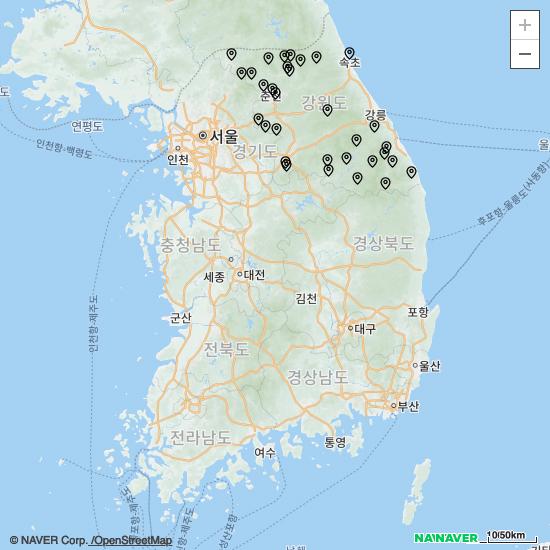 +
−
속초
춘천
강원도
연평도
강릉
서울
인천항-백령도
인천
경기도
울
후포항-울릉도(사동항)
충청남도
경상북도
세종
대전
인천항-제주도
김천
군산
포항
대구
전북도
울산
경상남도
부산
전라남도
통영
여수
© NAVER Corp. /OpenStreetMap
NAVER
10/50km